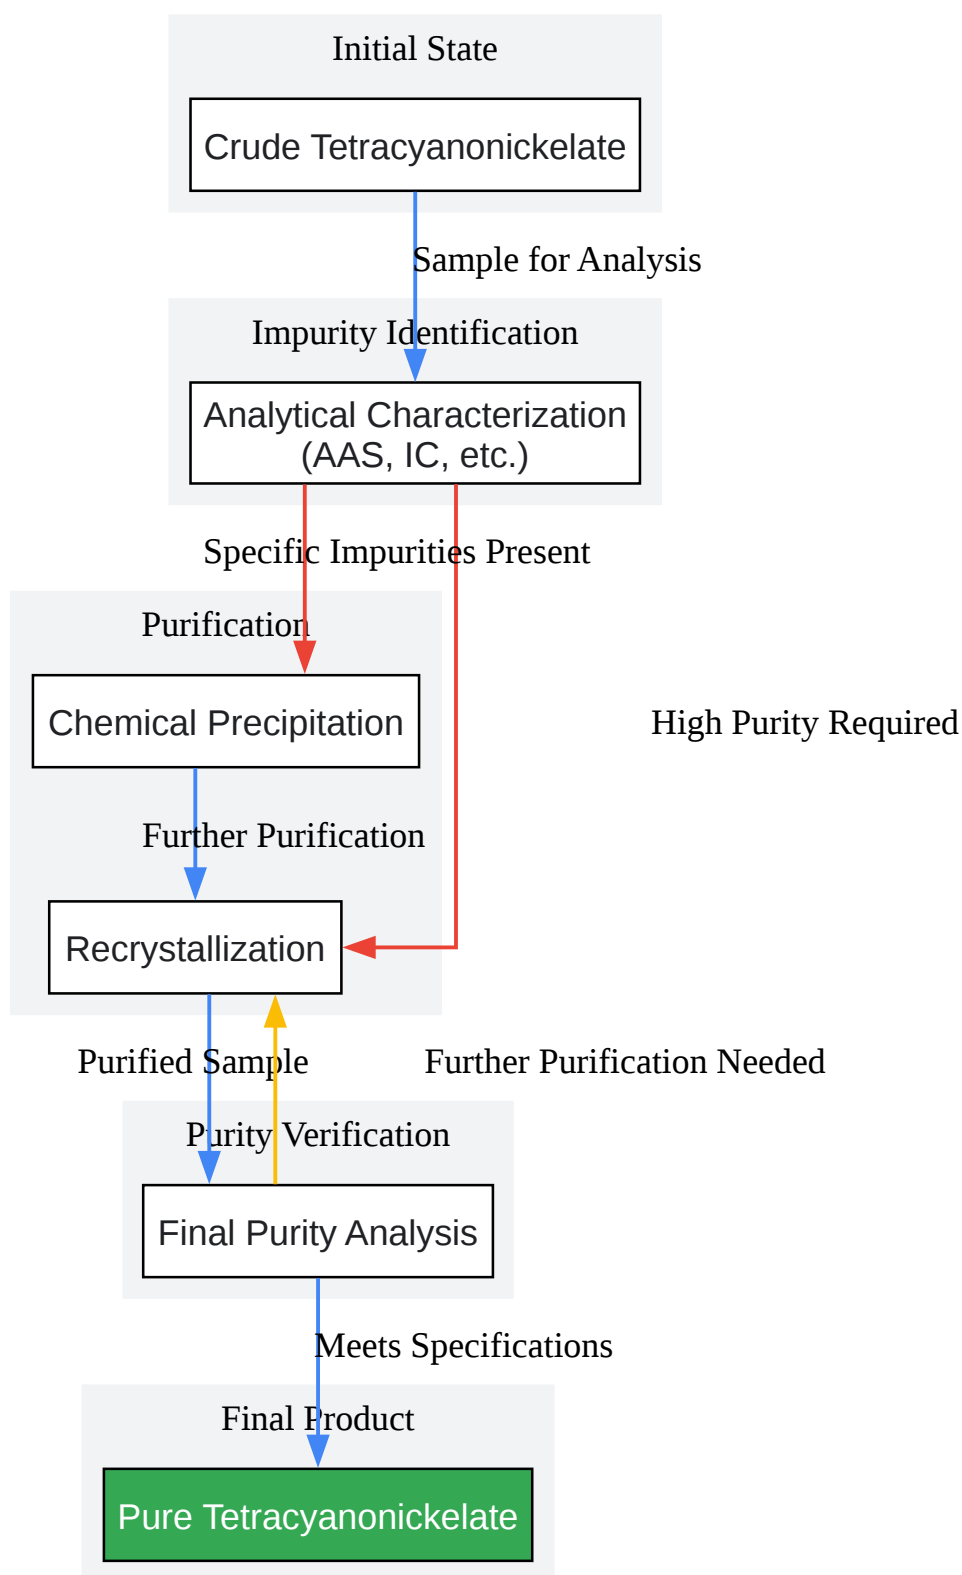 Initial State
Crude Tetracyanonickelate
Sample for Analysis
Impurity Identification
Analytical Characterization
(AAS, IC, etc.)
Specific Impurities Present
Purification
Chemical Precipitation
High Purity Required
Further Purification
Recrystallization
Purified Sample
Further Purification Needed
Purity Verification
Final Purity Analysis
Meets Specifications
Final Product
Pure Tetracyanonickelate